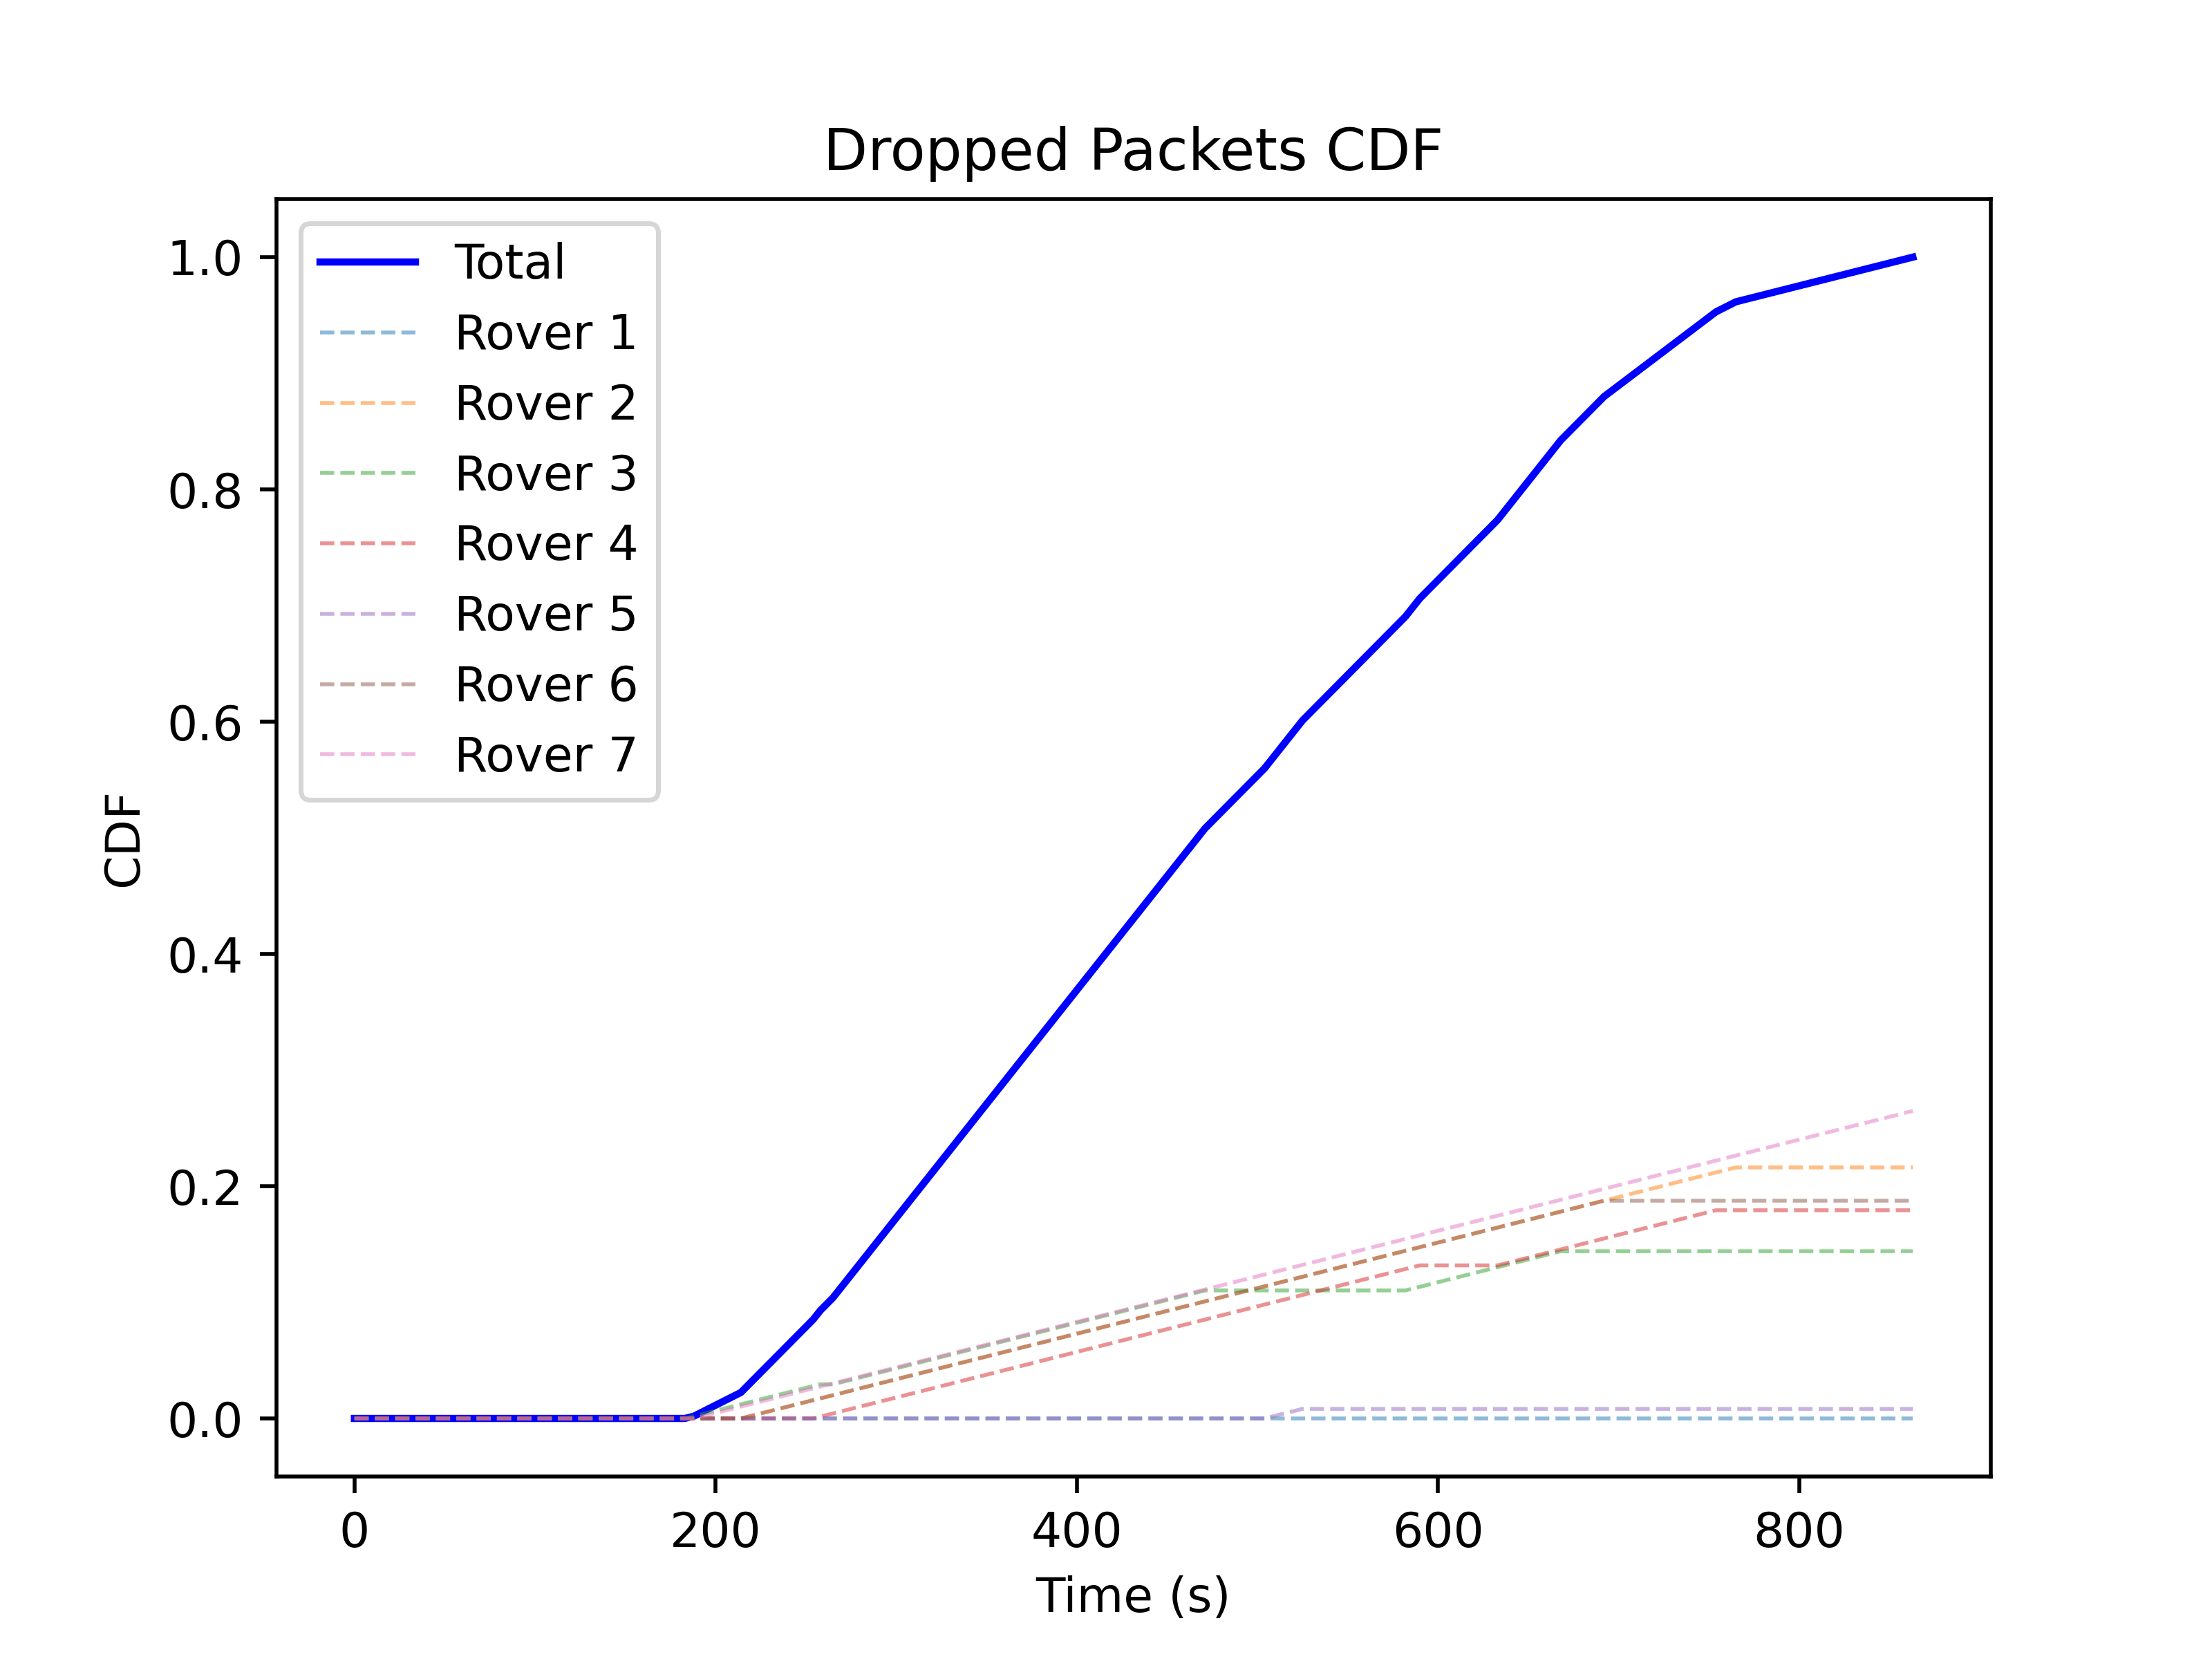 Dropped Packets CDF
1.0
0.8
0.6
0.4
0.2
0.0
CDF
Total
Rover 1
Rover 2
Rover 3
Rover 4
Rover 5
Rover 6
Rover 7
0 200 400 600 800
Time (s)